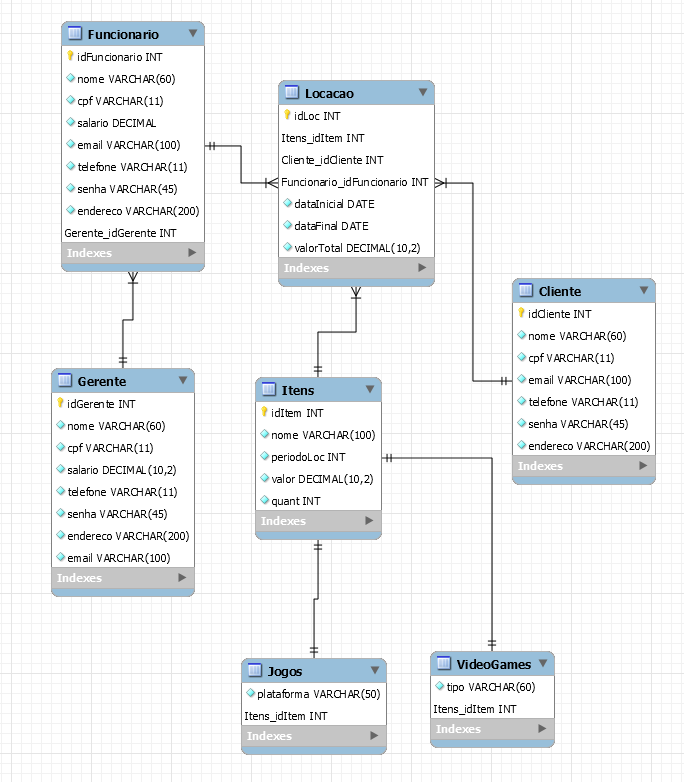 Funcionario
idFuncionario INT
nome VARCHAR(60)
cpf VARCHAR(11)
salario DECIMAL
email VARCHAR(100)
telefone VARCHAR(11)
senha VARCHAR(45)
endereco VARCHAR(200)
Gerente_idGerente INT
Indexes
Locacao
idLoc INT
Itens_idItem INT
Cliente_idCliente INT
Funcionario_idFuncionario INT
dataInicial DATE
dataFinal DATE
valorTotal DECIMAL(10,2)
Indexes
Cliente
idCliente INT
nome VARCHAR(60)
cpf VARCHAR(11)
email VARCHAR(100)
telefone VARCHAR(11)
senha VARCHAR(45)
endereco VARCHAR(200)
Indexes
Gerente
idGerente INT
nome VARCHAR(60)
cpf VARCHAR(11)
salario DECIMAL(10,2)
telefone VARCHAR(11)
senha VARCHAR(45)
endereco VARCHAR(200)
email VARCHAR(100)
Indexes
Itens
idItem INT
nome VARCHAR(100)
periodoLoc INT
valor DECIMAL(10,2)
quant INT
Indexes
Jogos
plataforma VARCHAR(50)
Itens_idItem INT
Indexes
VideoGames
tipo VARCHAR(60)
Itens_idItem INT
Indexes